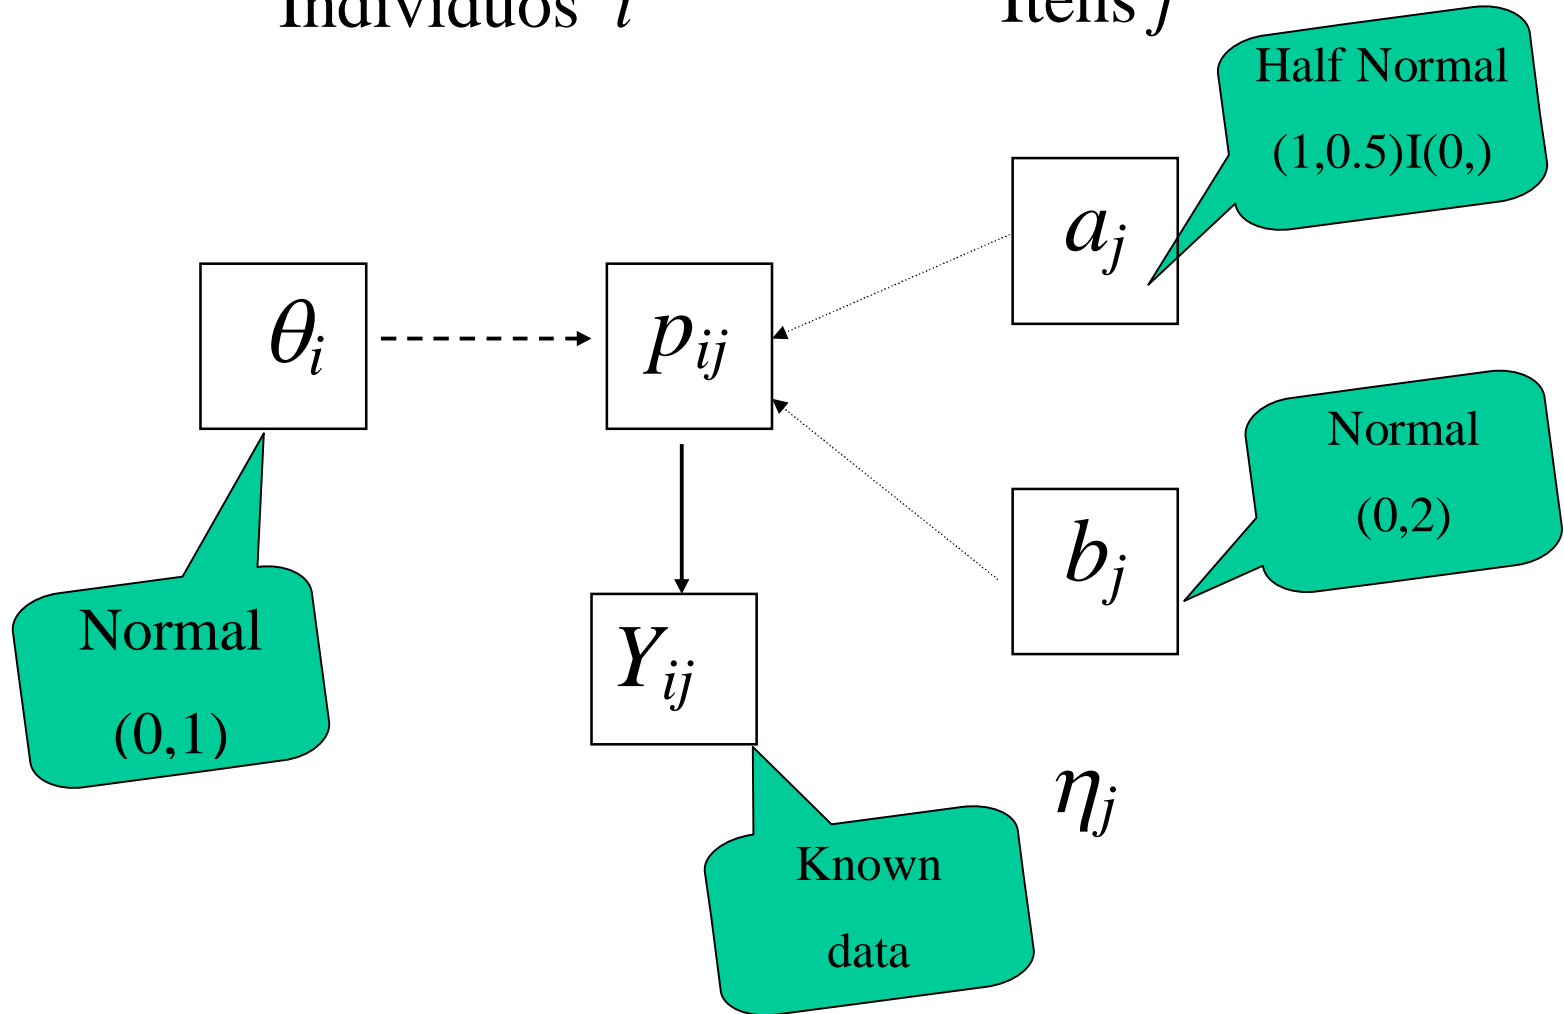 Indivíduos i
Itens j
Half Normal
(1,0.5)I(0,)
a_j
θ_i
p_ij
Normal
(0,2)
b_j
Normal
(0,1)
Y_ij
η_j
Known
data